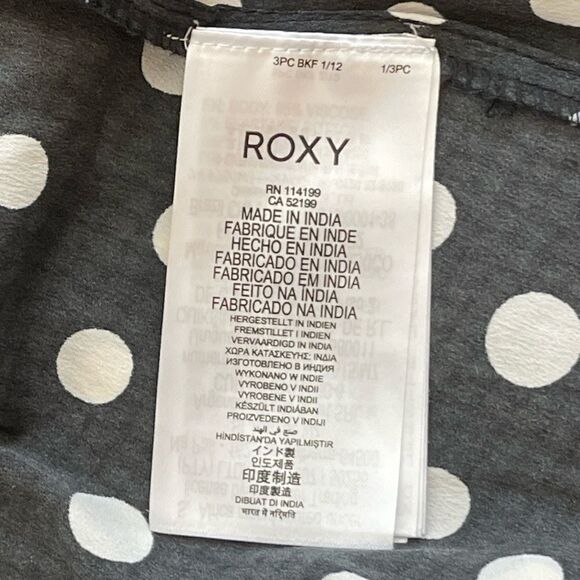 3PC BKF 1/12 1/3PC
ROXY
RN 114199
CA 52199
MADE IN INDIA
FABRIQUE EN INDE
HECHO EN INDIA
FABRICADO EN INDIA
FABRICADO EM INDIA
FEITO NA ÍNDIA
FABRICADO NA INDIA
HERGESTELLT IN INDIEN
FREMSTILLET I INDIEN
VERVAARDIGD IN INDIA
ΧΩΡΑ ΚΑΤΑΣΚΕΥΗΣ: ΙΝΔΙΑ
ИЗГОТОВЛЕНО В ИНДИЯ
WYKONANO W INDIE
VYROBENO V INDII
VYROBENE V INDII
KÉSZÜLT INDIÁBAN
PROIZVEDENO V INDIJI
صنع في الهند
HİNDİSTAN'DA YAPILMIŞTIR
インド製
인도제품
印度制造
印度製造
DIBUAT DI INDIA
भारत में नर्मिति